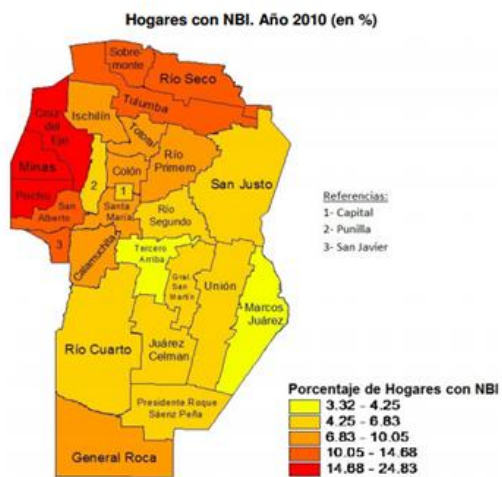 Hogares con NBI. Año 2010 (en %)
Sobre-
monte
Río Seco
Tulumba
Cruz del
Eje
Ischilín
Totoral
Río
Primero
Minas
Colón
San Justo
2
1
Pocho
San
Alberto
Santa
María
Río
Segundo
3
Calamuchita
Tercero
Arriba
Gral.
San
Martín
Unión
Marcos
Juárez
Río Cuarto
Juárez
Celman
Presidente Roque
Sáenz Peña
General Roca
Referencias:
1- Capital
2- Punilla
3- San Javier
Porcentaje de Hogares con NBI
3.32 - 4.25
4.25 - 6.83
6.83 - 10.05
10.05 - 14.68
14.68 - 24.83